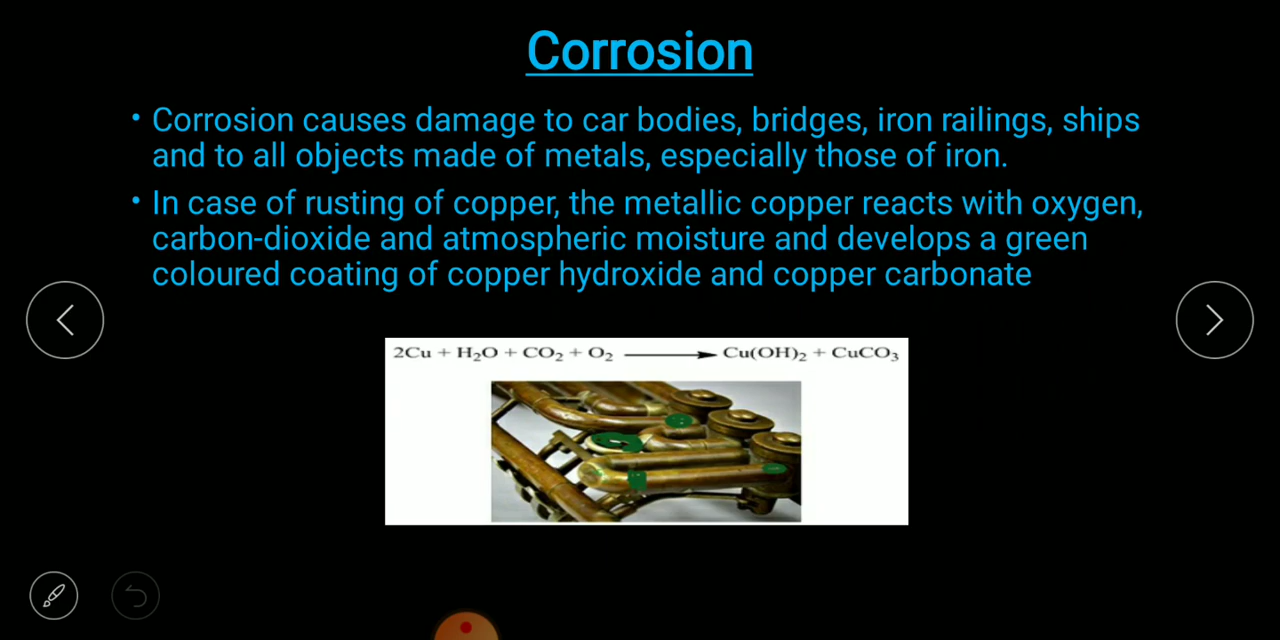 Corrosion
• Corrosion causes damage to car bodies, bridges, iron railings, ships
and to all objects made of metals, especially those of iron.
• In case of rusting of copper, the metallic copper reacts with oxygen,
carbon-dioxide and atmospheric moisture and develops a green
coloured coating of copper hydroxide and copper carbonate
2Cu + H₂O + CO₂ + O₂ ⟶ Cu(OH)₂ + CuCO₃